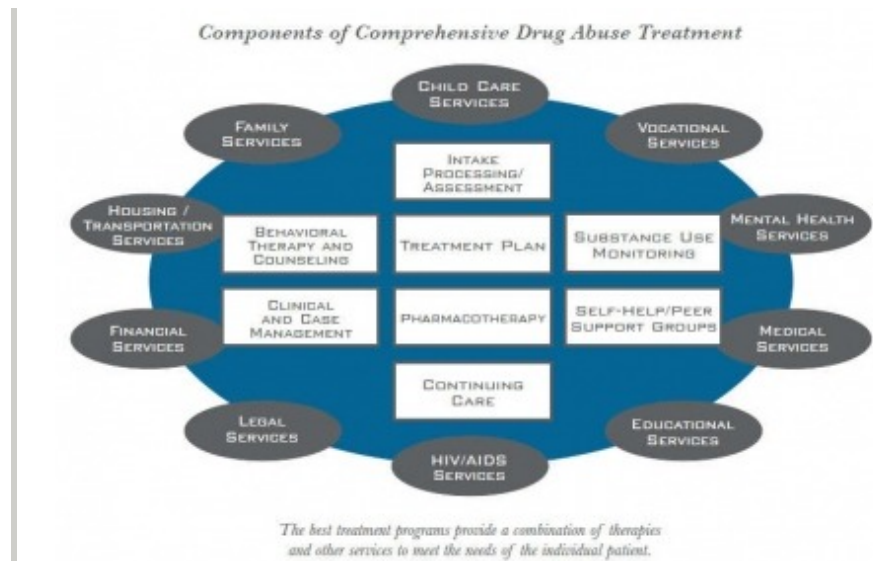 Components of Comprehensive Drug Abuse Treatment
CHILD CARE
SERVICES
FAMILY
SERVICES
VOCATIONAL
SERVICES
INTAKE
PROCESSING/
ASSESSMENT
HOUSING /
TRANSPORTATION
SERVICES
BEHAVIORAL
THERAPY AND
COUNSELING
TREATMENT PLAN
SUBSTANCE USE
MONITORING
MENTAL HEALTH
SERVICES
FINANCIAL
SERVICES
CLINICAL
AND CASE
MANAGEMENT
PHARMACOTHERAPY
SELF-HELP/PEER
SUPPORT GROUPS
MEDICAL
SERVICES
CONTINUING
CARE
LEGAL
SERVICES
HIV/AIDS
SERVICES
EDUCATIONAL
SERVICES
The best treatment programs provide a combination of therapies
and other services to meet the needs of the individual patient.